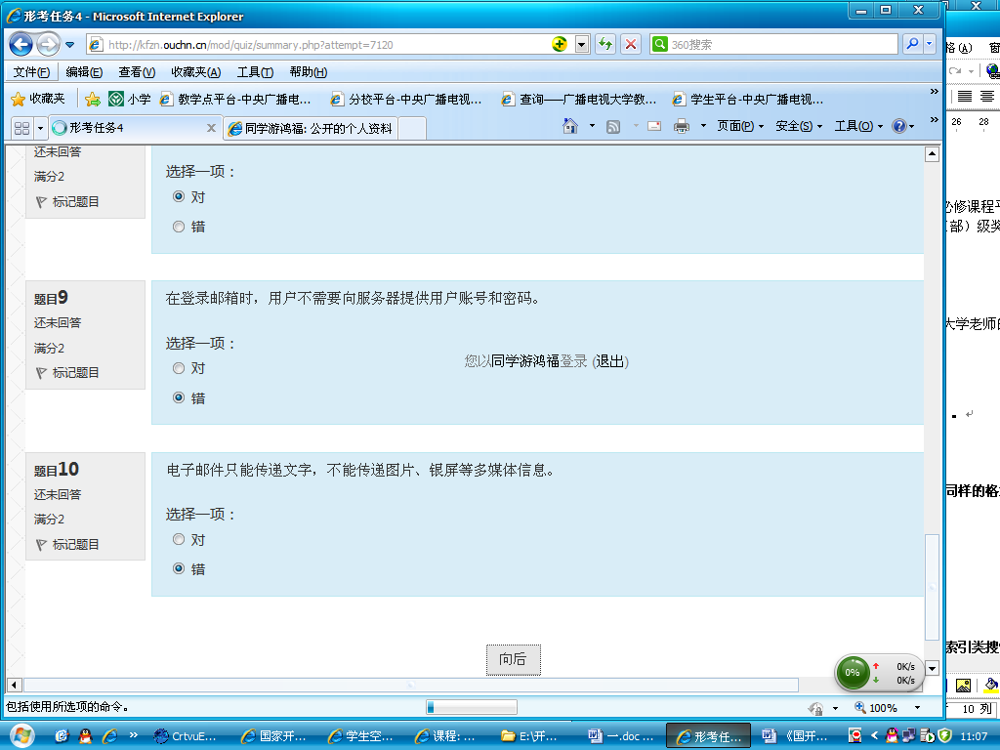 形考任务4 - Microsoft Internet Explorer
http://kfzn.ouchn.cn/mod/quiz/summary.php?attempt=7120
360搜索
文件(F) 编辑(E) 查看(V) 收藏夹(A) 工具(T) 帮助(H)
格(A) 窗
收藏夹 小学 教学点平台-中央广播电... 分校平台-中央广播电视... 查询——广播电视大学教... 学生平台-中央广播电视... »
形考任务4 同学游鸿福: 公开的个人资料 页面(P) 安全(S) 工具(O) »
26 28
还未回答
满分2
标记题目
选择一项:
对
错
必修课程平
部）级奖
题目9
还未回答
满分2
标记题目
在登录邮箱时，用户不需要向服务器提供用户账号和密码。
选择一项:
对
错
您以同学游鸿福登录 (退出)
大学老师的
题目10
还未回答
满分2
标记题目
电子邮件只能传递文字，不能传递图片、银屏等多媒体信息。
选择一项:
对
错
同样的格
索引类搜
向后
0% 0K/s
0K/s
包括使用所选项的命令。
100%
10 列
» CrtvuE... 国家开... 学生空... 课程: ... E:\开... 一.doc ... 形考任... 《国开... < 11:07